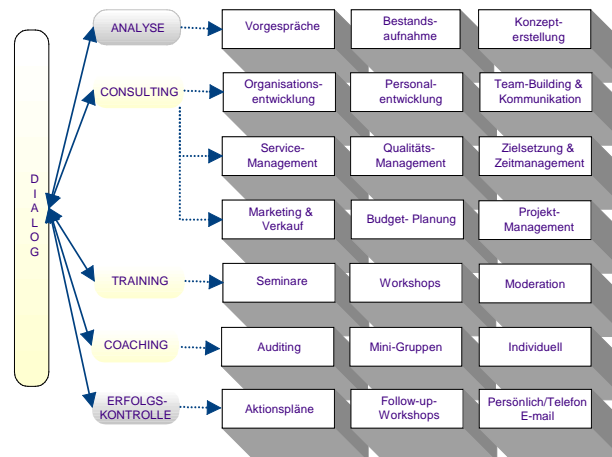 DIALOG
ANALYSE
Vorgespräche
Bestands-
aufnahme
Konzept-
erstellung
CONSULTING
Organisations-
entwicklung
Personal-
entwicklung
Team-Building &
Kommunikation
Service-
Management
Qualitäts-
Management
Zielsetzung &
Zeitmanagement
Marketing &
Verkauf
Budget- Planung
Projekt-
Management
TRAINING
Seminare
Workshops
Moderation
COACHING
Auditing
Mini-Gruppen
Individuell
ERFOLGS-
KONTROLLE
Aktionspläne
Follow-up-
Workshops
Persönlich/Telefon
E-mail